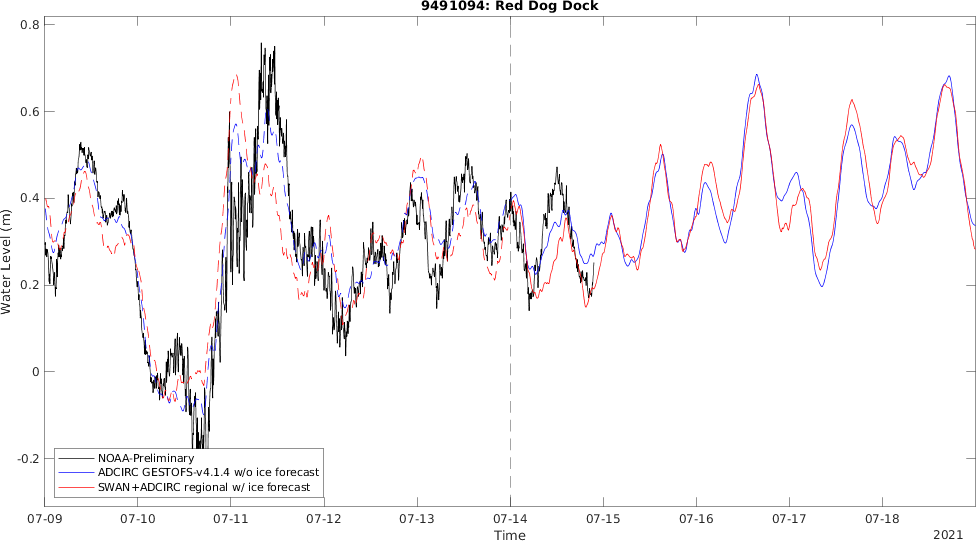 9491094: Red Dog Dock
Water Level (m)
0.8
0.6
0.4
0.2
0
-0.2
NOAA-Preliminary
ADCIRC GESTOFS-v4.1.4 w/o ice forecast
SWAN+ADCIRC regional w/ ice forecast
07-09 07-10 07-11 07-12 07-13 07-14 07-15 07-16 07-17 07-18
Time
2021